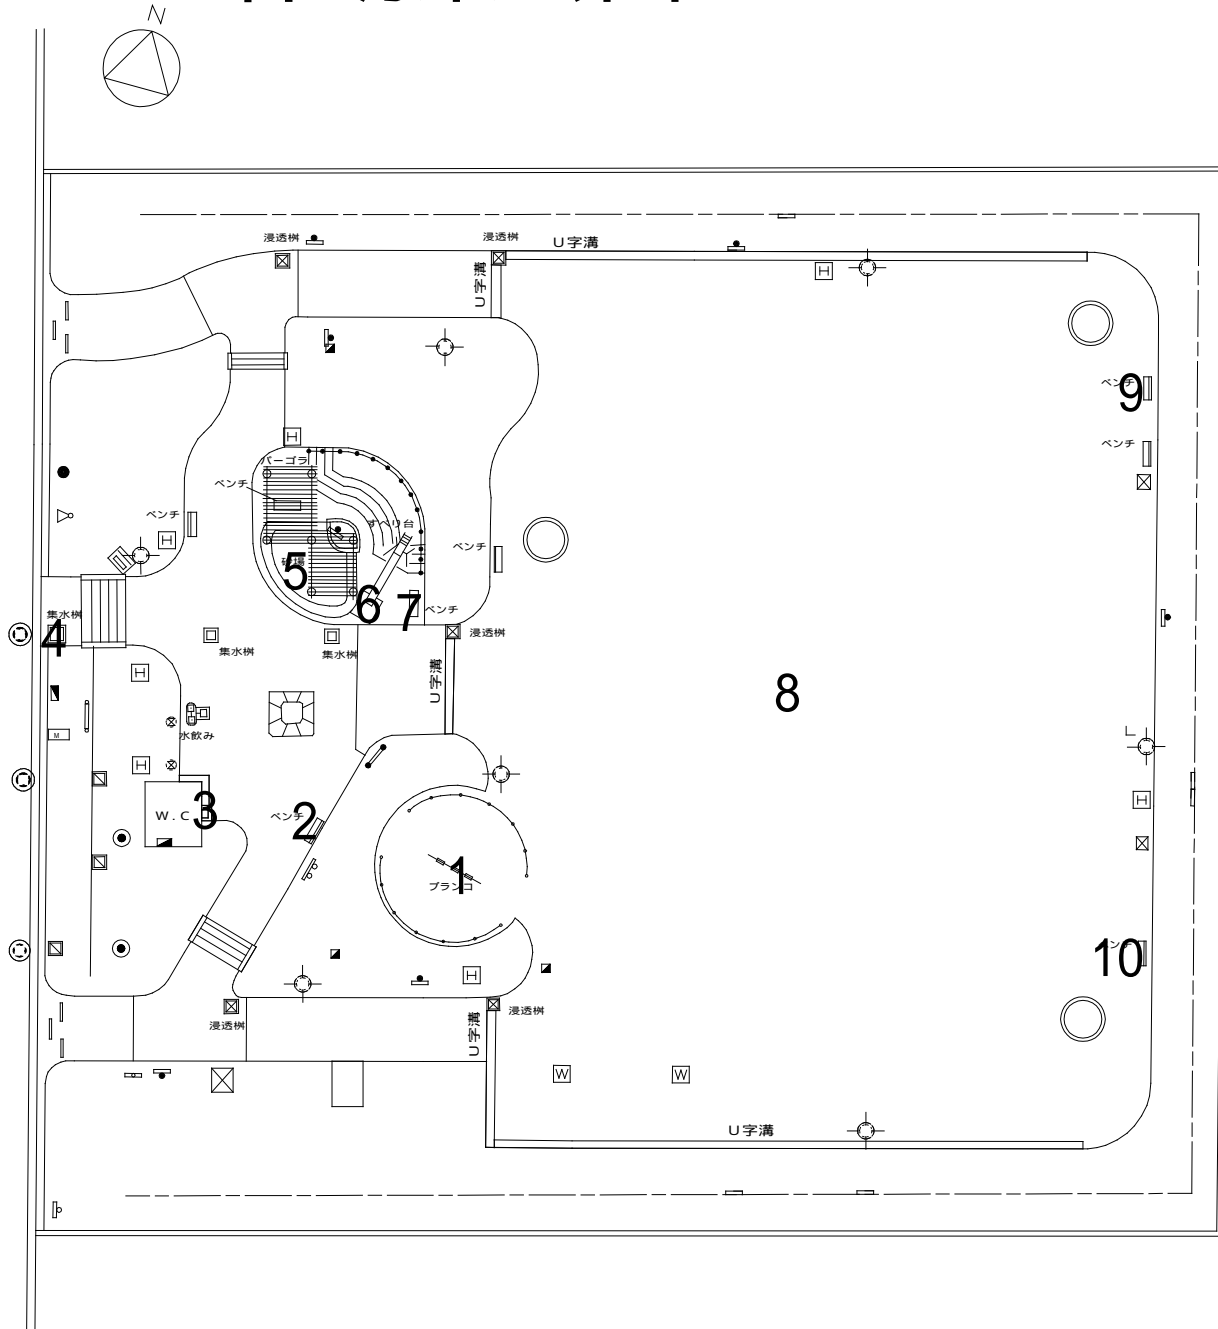 N
浸透桝
浸透桝
U字溝
U字溝
H
H
パーゴラ
ベンチ
ベンチ
9
ベンチ
ベンチ
すべり台
H
ベンチ
5
6
7
ベンチ
集水桝
4
集水桝
集水桝
浸透桝
H
U字溝
8
M
水飲み
L
H
W.C
3
ベンチ
2
H
1
ブランコ
10
H
浸透桝
浸透桝
U字溝
W
W
U字溝